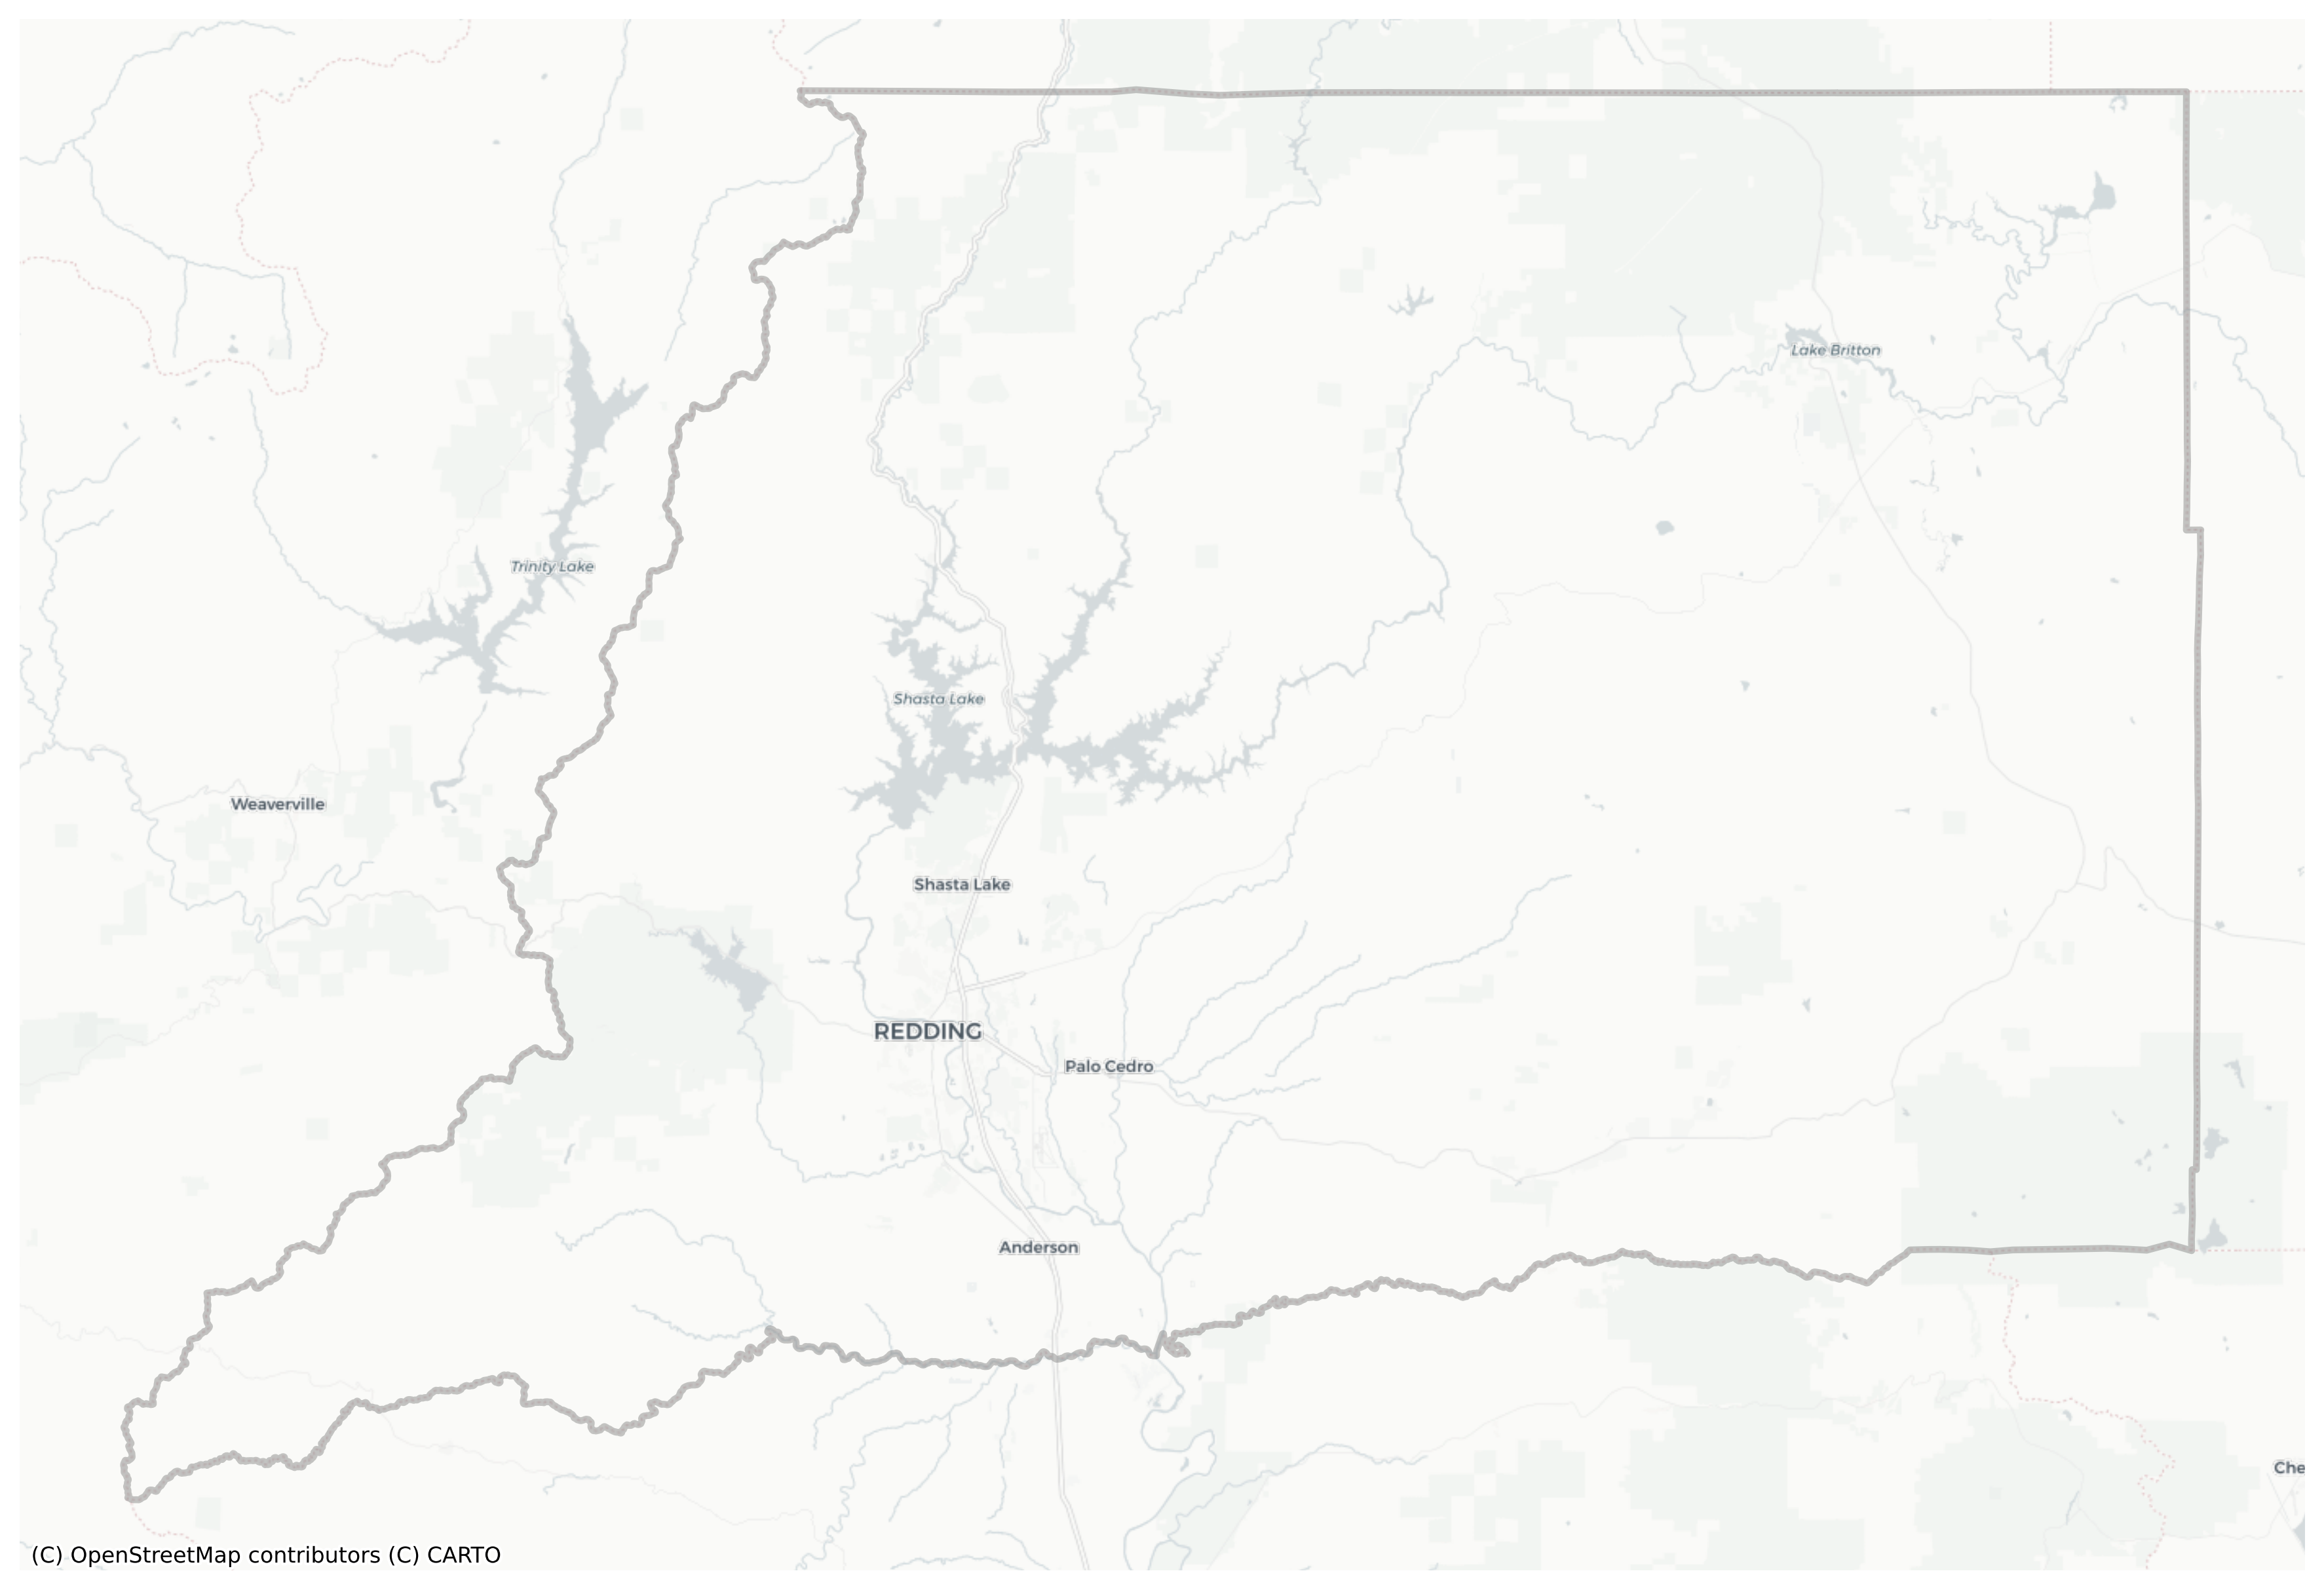 Lake Britton
Trinity Lake
Shasta Lake
Weaverville
Shasta Lake
REDDING
Palo Cedro
Anderson
Che
(C) OpenStreetMap contributors (C) CARTO